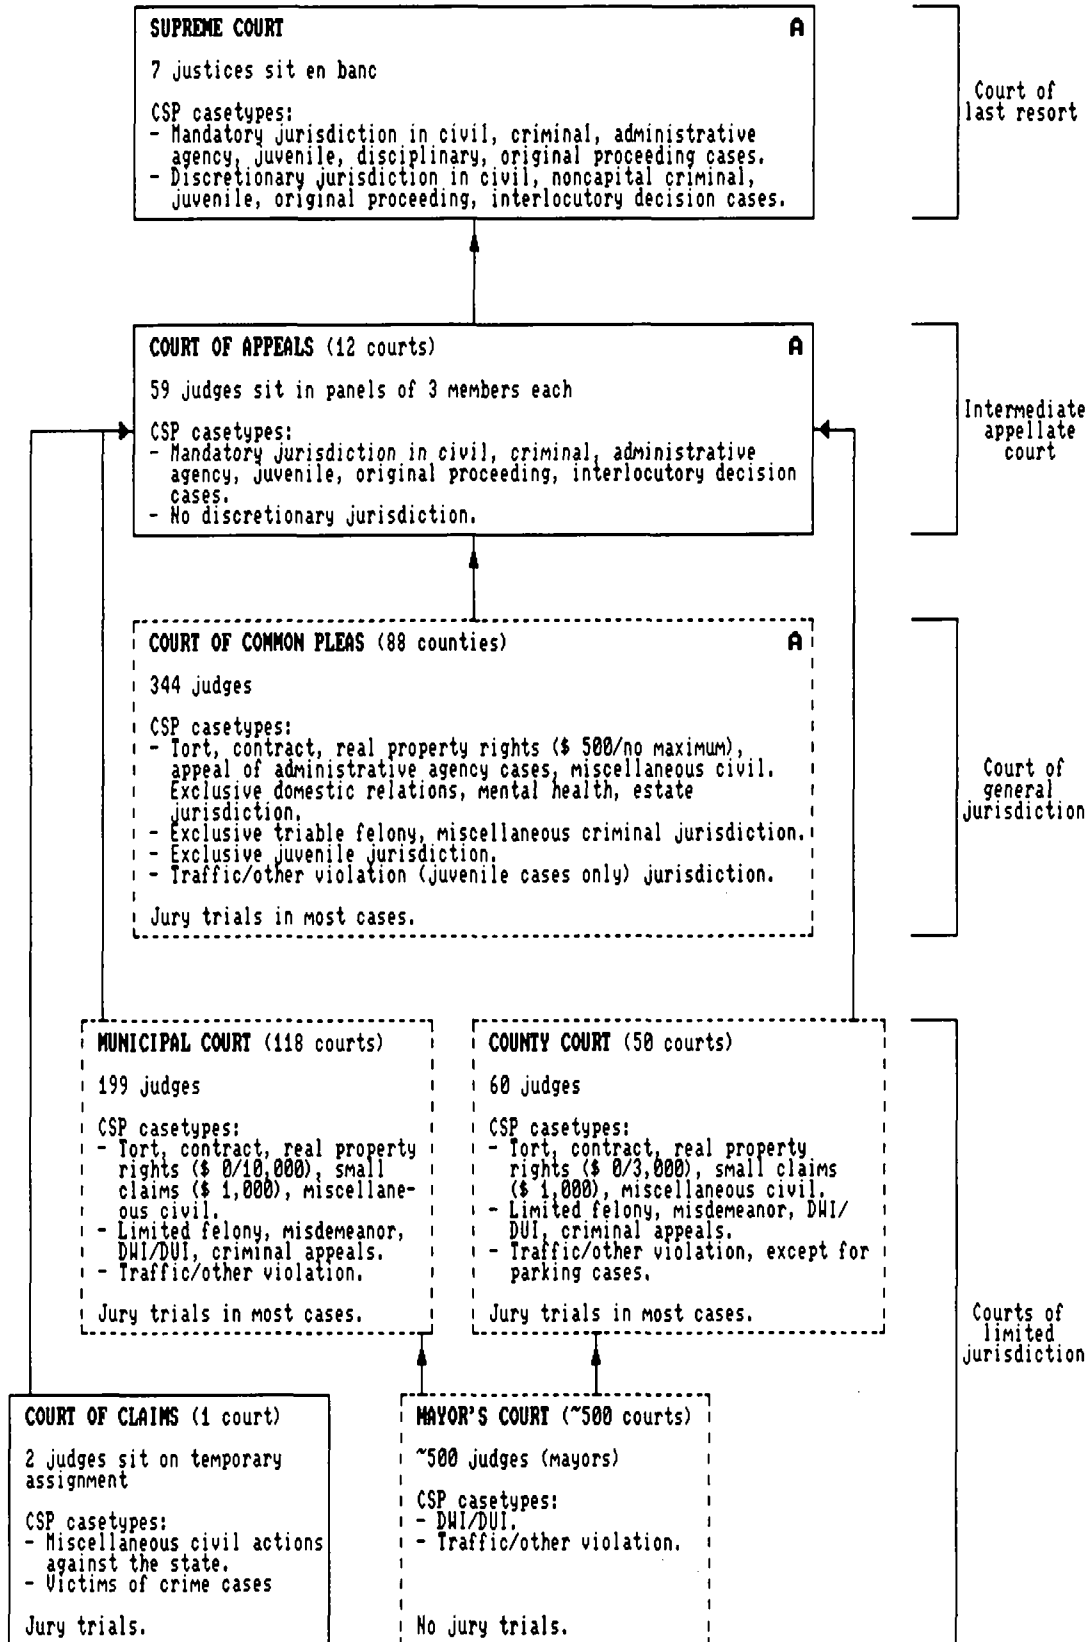 SUPREME COURT A
7 justices sit en banc
CSP casetypes:
- Mandatory jurisdiction in civil, criminal, administrative
agency, juvenile, disciplinary, original proceeding cases.
- Discretionary jurisdiction in civil, noncapital criminal,
juvenile, original proceeding, interlocutory decision cases.
Court of
last resort
COURT OF APPEALS (12 courts) A
59 judges sit in panels of 3 members each
CSP casetypes:
- Mandatory jurisdiction in civil, criminal, administrative
agency, juvenile, original proceeding, interlocutory decision
cases.
- No discretionary jurisdiction.
Intermediate
appellate
court
COURT OF COMMON PLEAS (88 counties) A
344 judges
CSP casetypes:
- Tort, contract, real property rights ($ 500/no maximum),
appeal of administrative agency cases, miscellaneous civil.
Exclusive domestic relations, mental health, estate
jurisdiction.
- Exclusive triable felony, miscellaneous criminal jurisdiction.
- Exclusive juvenile jurisdiction.
- Traffic/other violation (juvenile cases only) jurisdiction.
Jury trials in most cases.
Court of
general
jurisdiction
MUNICIPAL COURT (118 courts)
199 judges
CSP casetypes:
- Tort, contract, real property
rights ($ 0/10,000), small
claims ($ 1,000), miscellane-
ous civil.
- Limited felony, misdemeanor,
DWI/DUI, criminal appeals.
- Traffic/other violation.
Jury trials in most cases.
COUNTY COURT (50 courts)
60 judges
CSP casetypes:
- Tort, contract, real property
rights ($ 0/3,000), small claims
($ 1,000), miscellaneous civil.
- Limited felony, misdemeanor, DWI/
DUI, criminal appeals.
- Traffic/other violation, except for
parking cases.
Jury trials in most cases.
Courts of
limited
jurisdiction
COURT OF CLAIMS (1 court)
2 judges sit on temporary
assignment
CSP casetypes:
- Miscellaneous civil actions
against the state.
- Victims of crime cases
Jury trials.
MAYOR'S COURT (~500 courts)
~500 judges (mayors)
CSP casetypes:
- DWI/DUI.
- Traffic/other violation.
No jury trials.